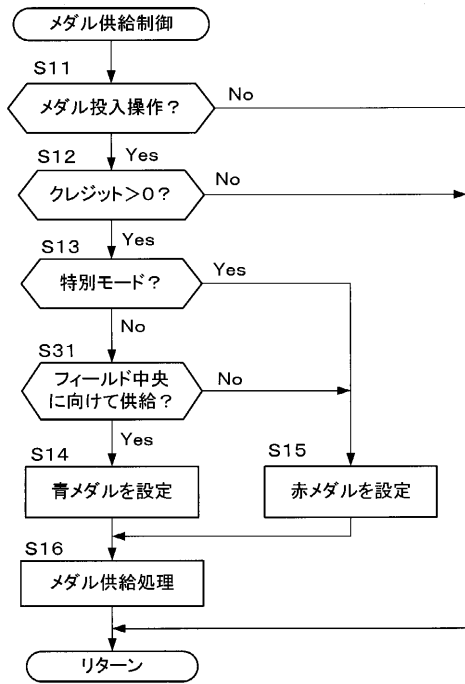 メダル供給制御
S11
メダル投入操作？
No
Yes
S12
クレジット＞０？
No
Yes
S13
特別モード？
Yes
No
S31
フィールド中央
に向けて供給？
No
Yes
S14
青メダルを設定
S15
赤メダルを設定
S16
メダル供給処理
リターン